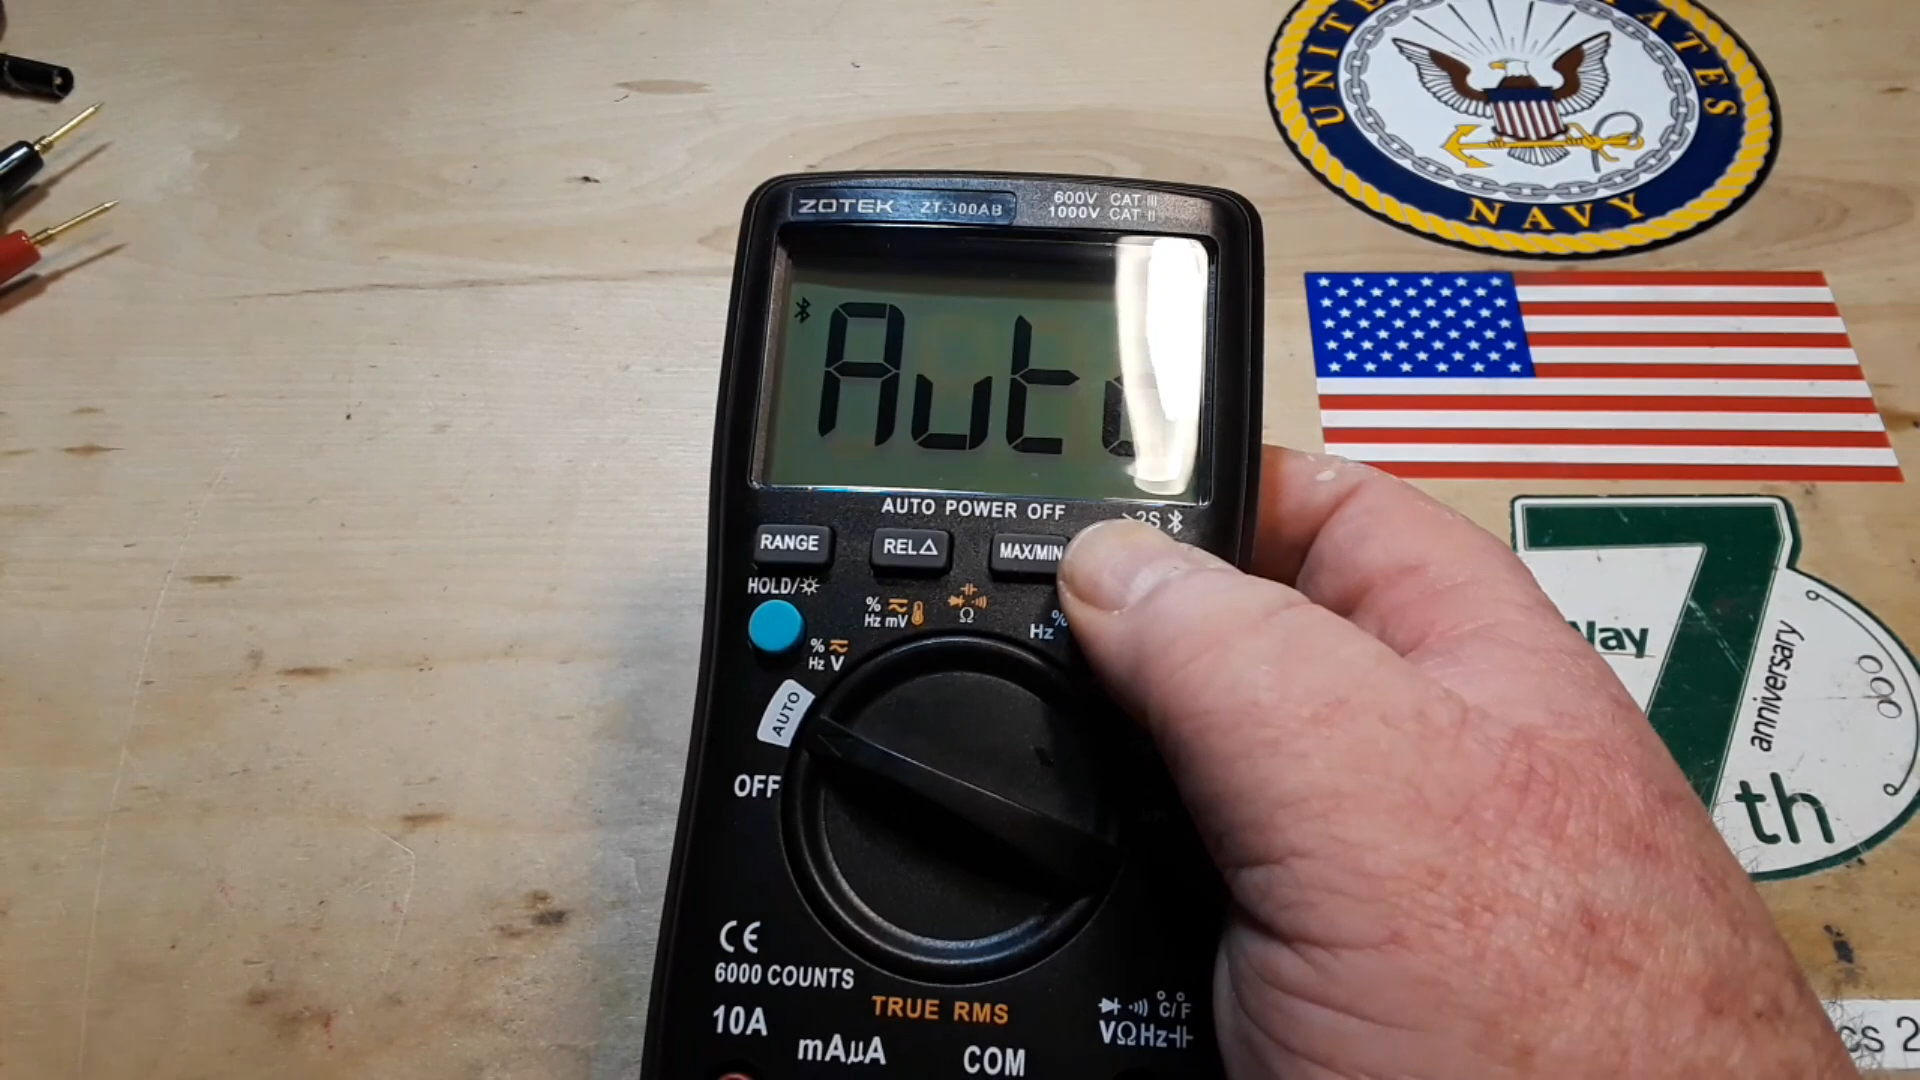 UNITED STATES
NAVY
ZOTEK ZT-300AB
600V CAT III
1000V CAT II
Auto
AUTO POWER OFF
>2S
RANGE
REL△
MAX/MIN
HOLD/
%
Hz mV
Ω
Hz %
%
Hz V
AUTO
OFF
CE
6000 COUNTS
TRUE RMS
10A
mAµA
COM
°C/°F
VΩHz
7th
anniversary